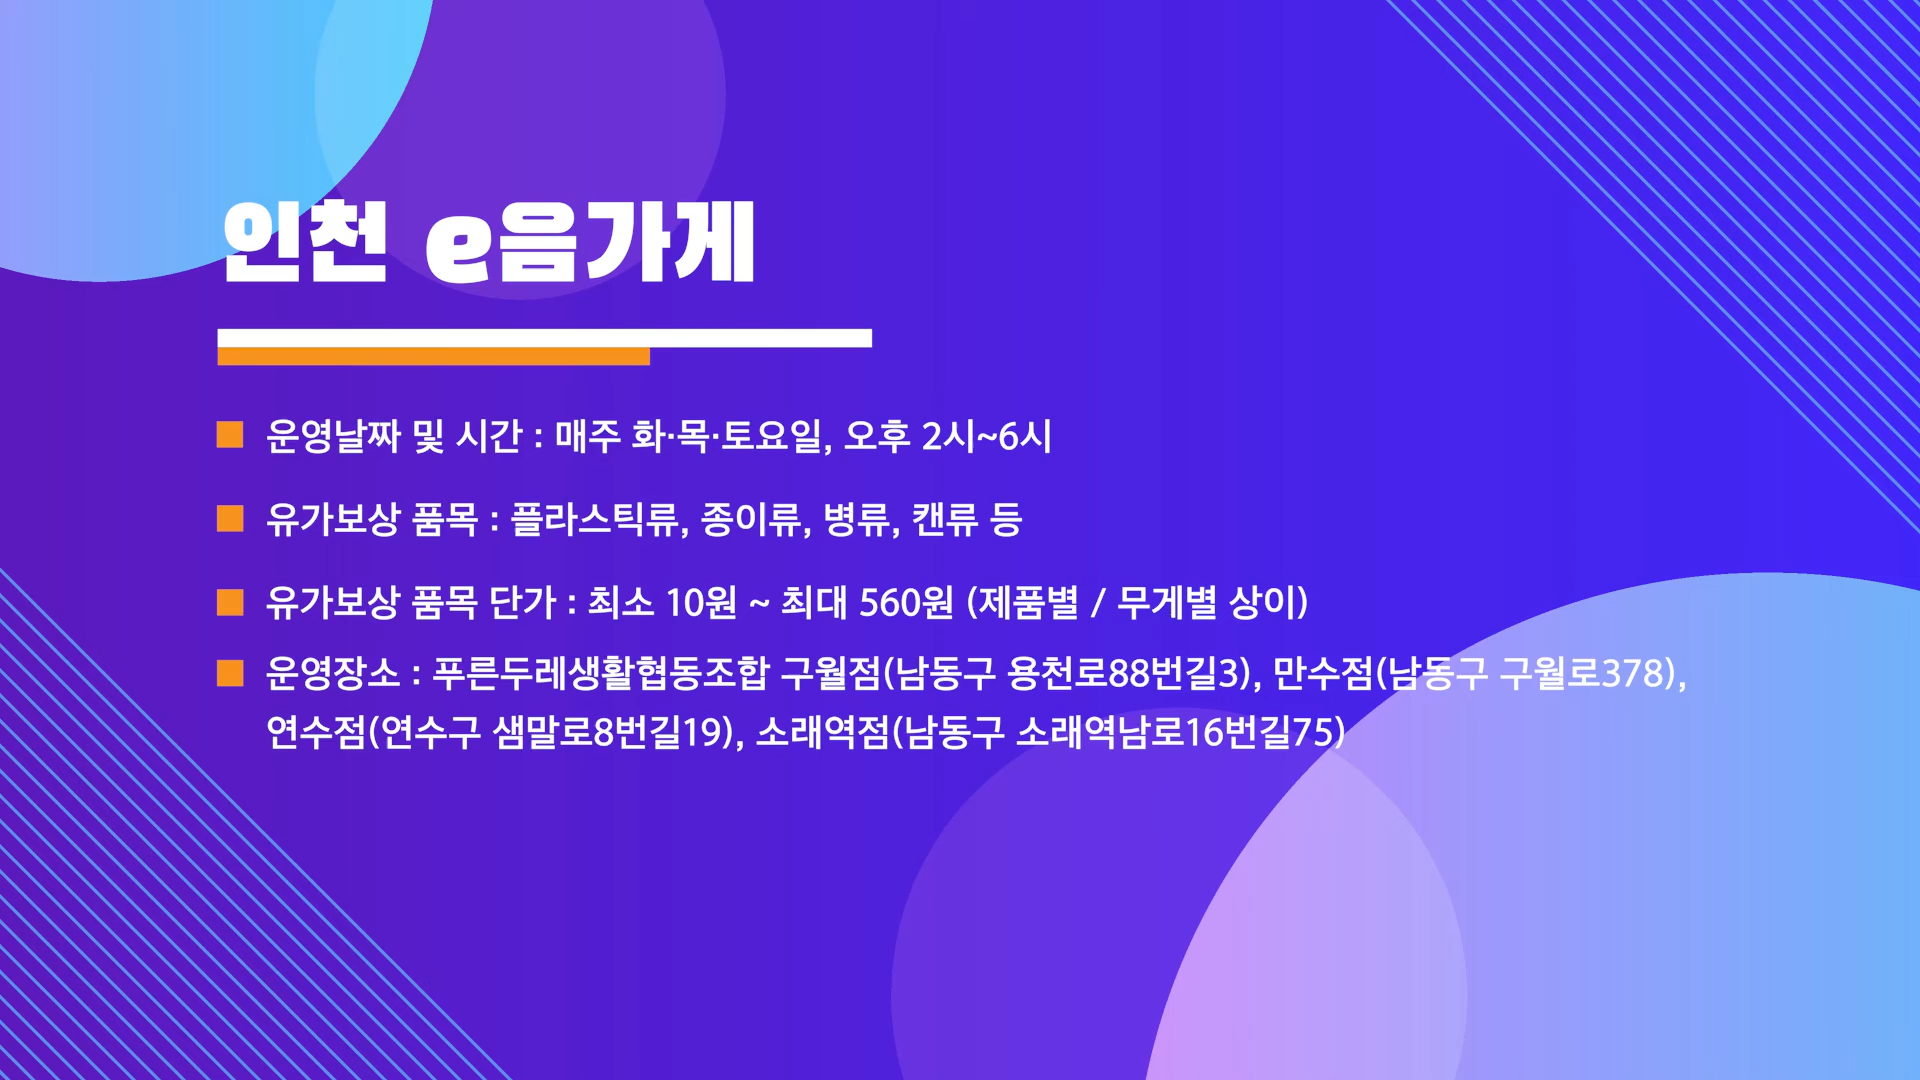 인천 e음가게
운영날짜 및 시간 : 매주 화·목·토요일, 오후 2시~6시
유가보상 품목 : 플라스틱류, 종이류, 병류, 캔류 등
유가보상 품목 단가 : 최소 10원 ~ 최대 560원 (제품별 / 무게별 상이)
운영장소 : 푸른두레생활협동조합 구월점(남동구 용천로88번길3), 만수점(남동구 구월로378),
연수점(연수구 샘말로8번길19), 소래역점(남동구 소래역남로16번길75)